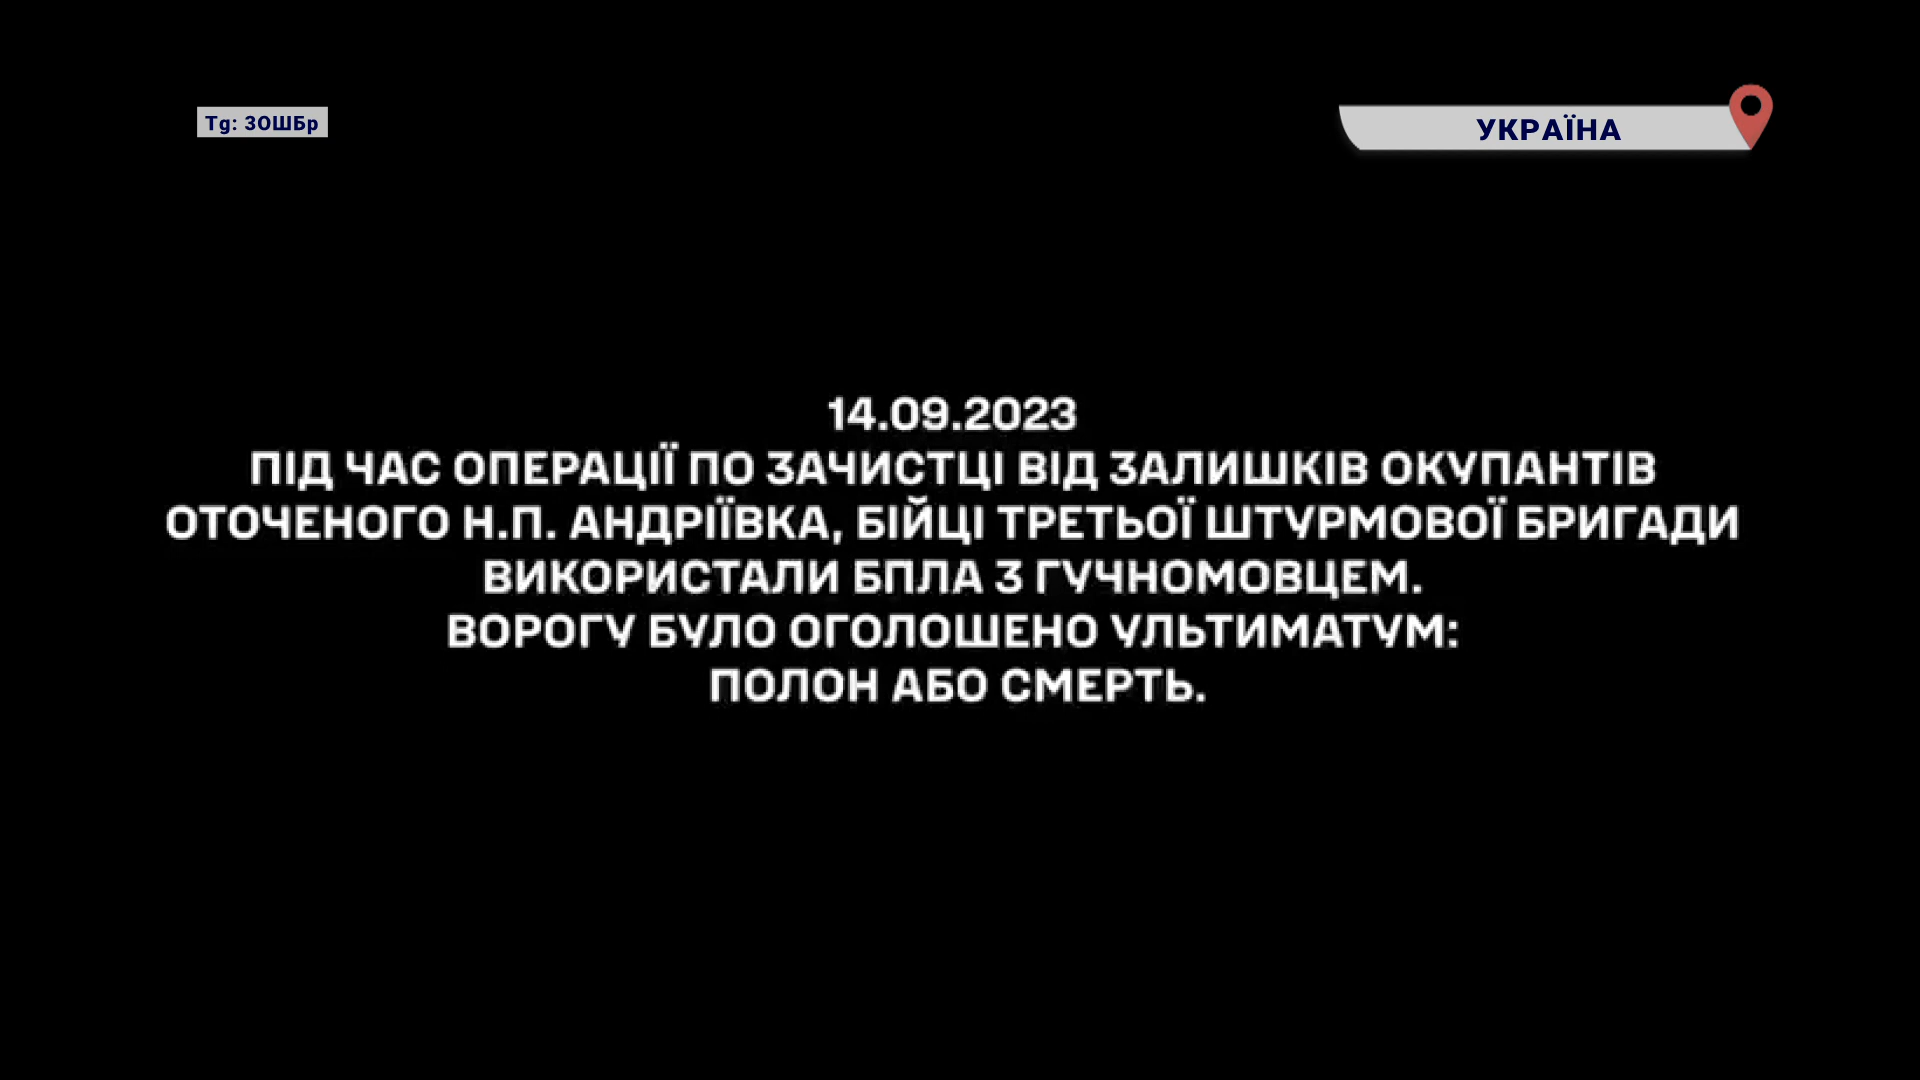 Tg: 3ОШБр
УКРАЇНА
14.09.2023
ПІД ЧАС ОПЕРАЦІЇ ПО ЗАЧИСТЦІ ВІД ЗАЛИШКІВ ОКУПАНТІВ
ОТОЧЕНОГО Н.П. АНДРІЇВКА, БІЙЦІ ТРЕТЬОЇ ШТУРМОВОЇ БРИГАДИ
ВИКОРИСТАЛИ БПЛА З ГУЧНОМОВЦЕМ.
ВОРОГУ БУЛО ОГОЛОШЕНО УЛЬТИМАТУМ:
ПОЛОН АБО СМЕРТЬ.